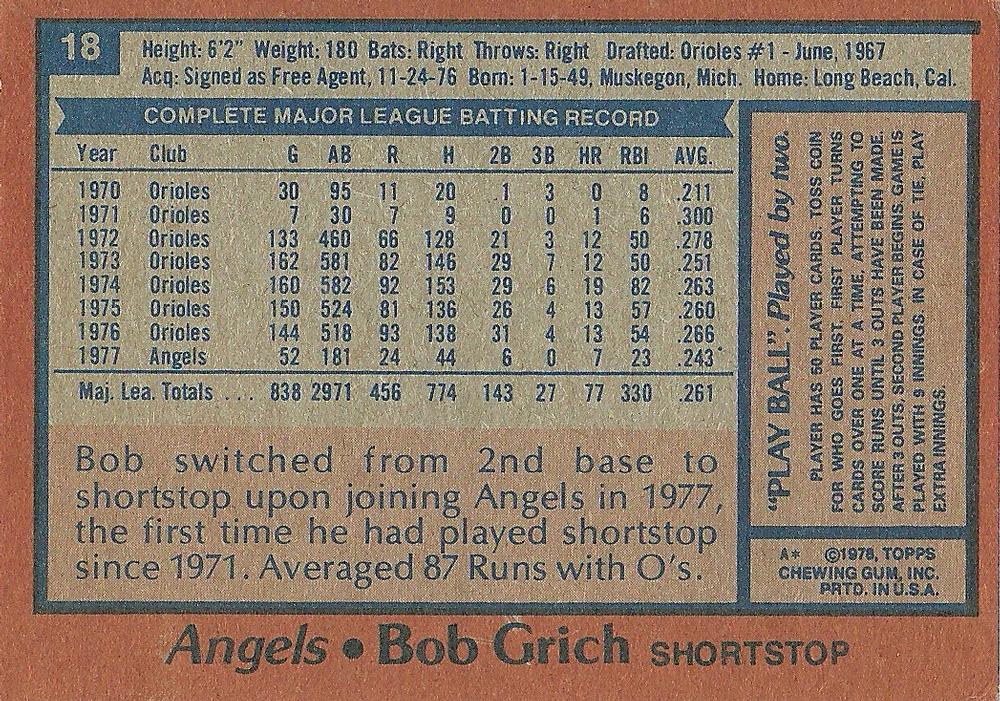 18
Height: 6'2" Weight: 180 Bats: Right Throws: Right Drafted: Orioles #1 - June, 1967
Acq: Signed as Free Agent, 11-24-76 Born: 1-15-49, Muskegon, Mich. Home: Long Beach, Cal.
COMPLETE MAJOR LEAGUE BATTING RECORD
Year Club G AB R H 2B 3B HR RBI AVG.
1970 Orioles 30 95 11 20 1 3 0 8 .211
1971 Orioles 7 30 7 9 0 0 1 6 .300
1972 Orioles 133 460 66 128 21 3 12 50 .278
1973 Orioles 162 581 82 146 29 7 12 50 .251
1974 Orioles 160 582 92 153 29 6 19 82 .263
1975 Orioles 150 524 81 136 26 4 13 57 .260
1976 Orioles 144 518 93 138 31 4 13 54 .266
1977 Angels 52 181 24 44 6 0 7 23 .243
Maj. Lea. Totals .... 838 2971 456 774 143 27 77 330 .261
Bob switched from 2nd base to
shortstop upon joining Angels in 1977,
the first time he had played shortstop
since 1971. Averaged 87 Runs with O's.
"PLAY BALL". Played by two.
PLAYER HAS 50 PLAYER CARDS. TOSS COIN
FOR WHO GOES FIRST. FIRST PLAYER TURNS
CARDS OVER ONE AT A TIME, ATTEMPTING TO
SCORE RUNS UNTIL 3 OUTS HAVE BEEN MADE.
AFTER 3 OUTS, SECOND PLAYER BEGINS. GAME IS
PLAYED WITH 9 INNINGS. IN CASE OF TIE, PLAY
EXTRA INNINGS.
A* ©1978, TOPPS
CHEWING GUM, INC.
PRTD. IN U.S.A.
Angels • Bob Grich SHORTSTOP